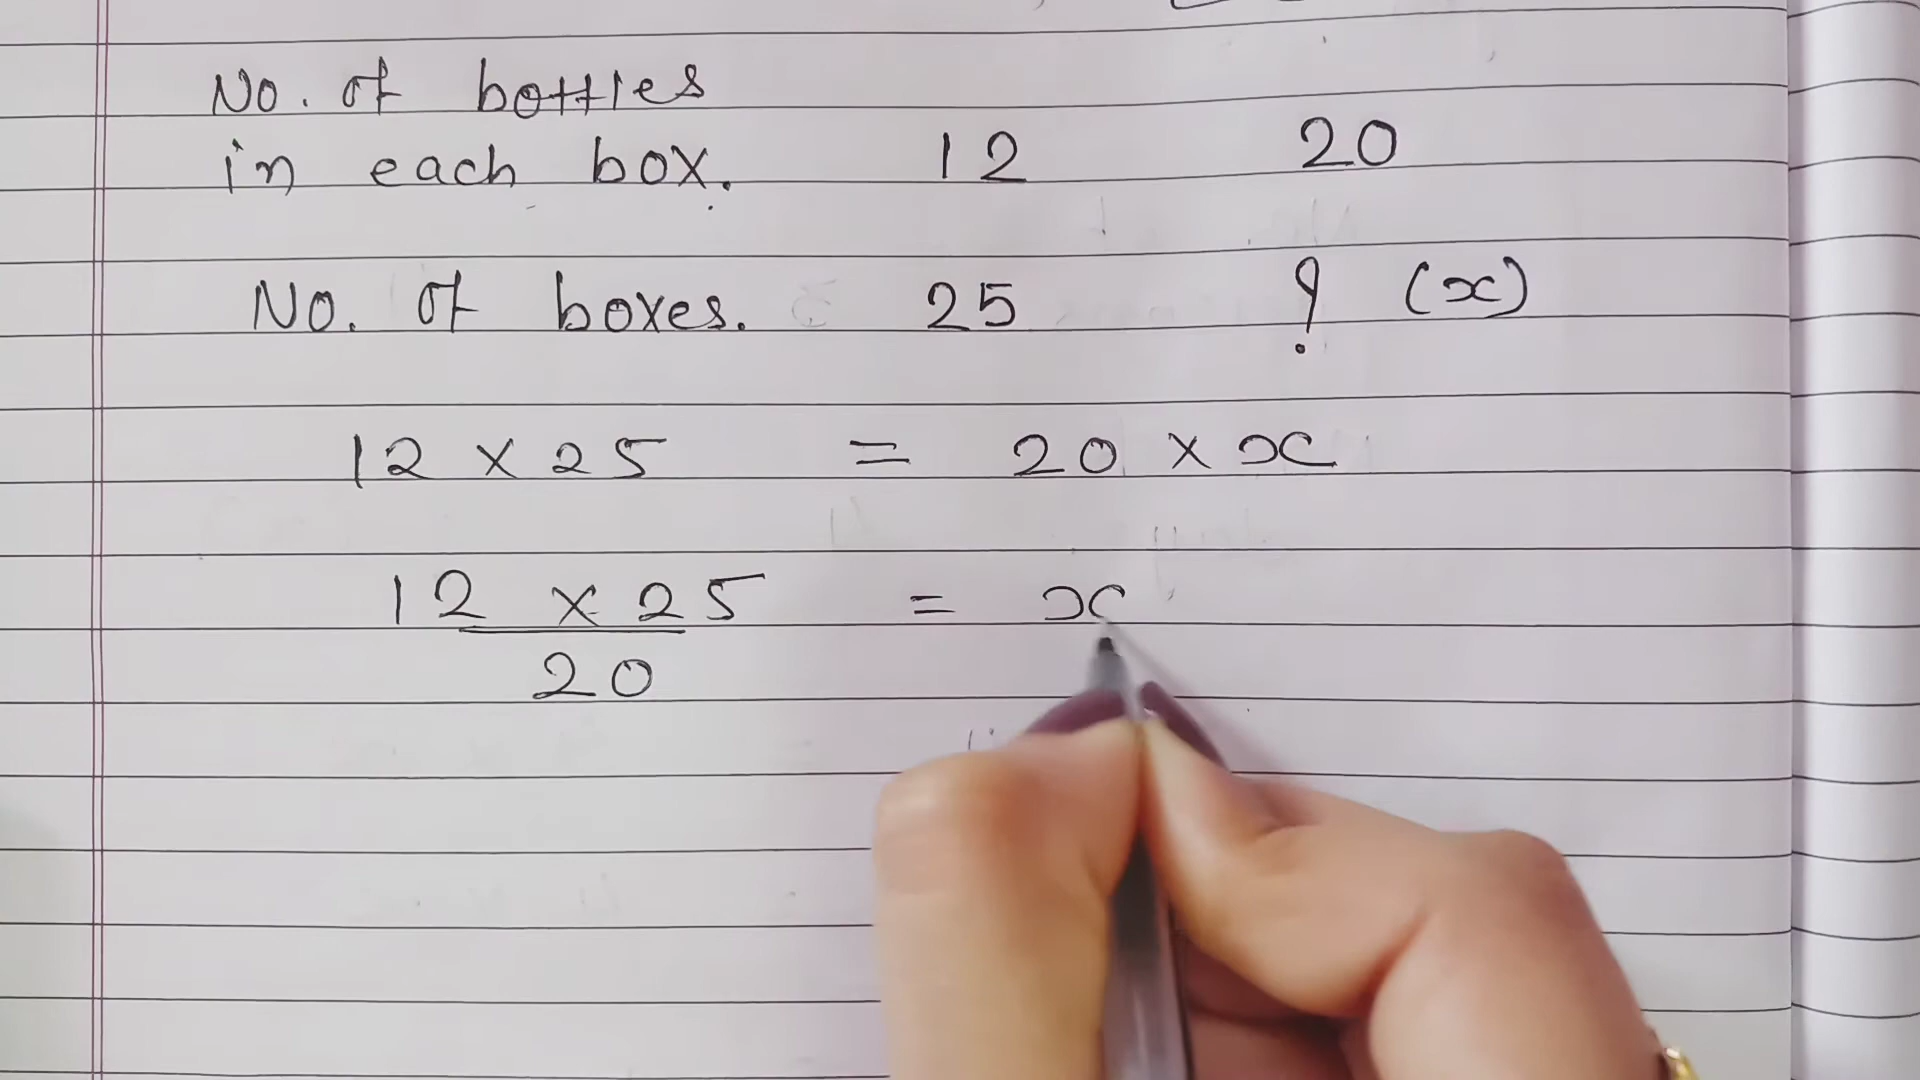 No. of bottles
in each box. 12 20
No. of boxes. 25 ? (x)
12 × 25 = 20 × x
12 × 25 = x
20